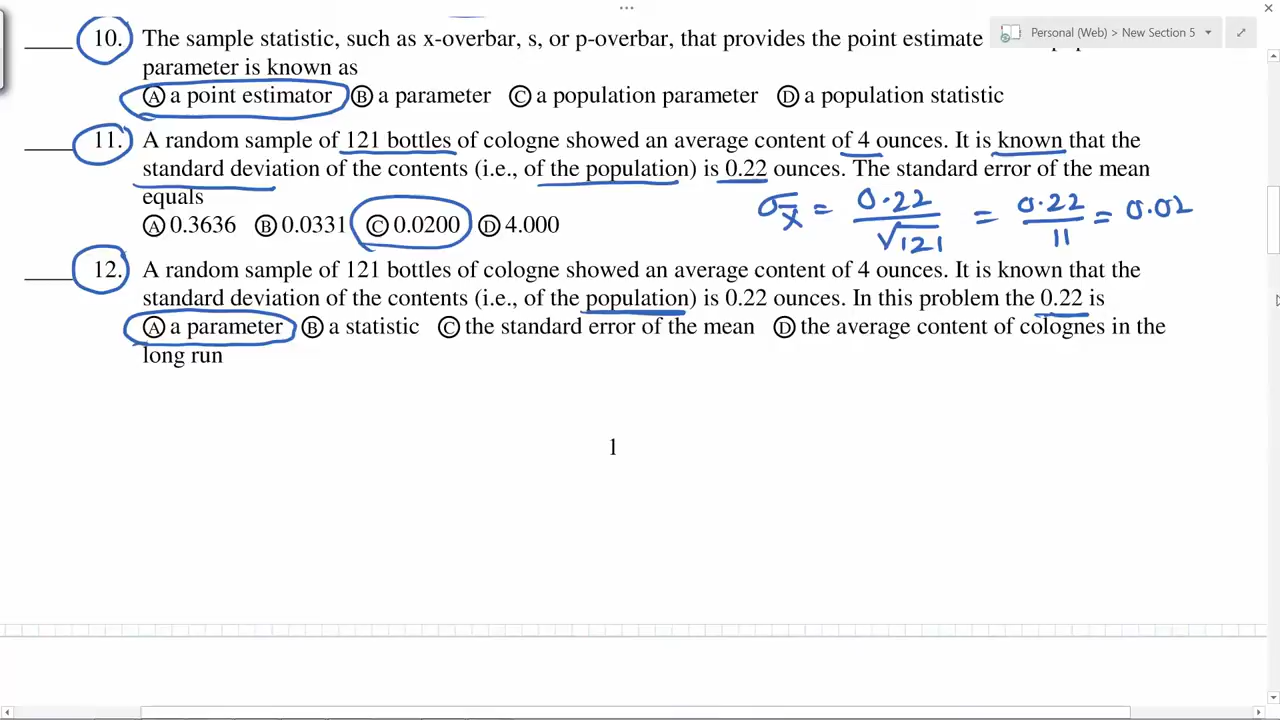 Personal (Web) > New Section 5
10. The sample statistic, such as x-overbar, s, or p-overbar, that provides the point estimate
parameter is known as
Ⓐ a point estimator Ⓑ a parameter Ⓒ a population parameter Ⓓ a population statistic
11. A random sample of 121 bottles of cologne showed an average content of 4 ounces. It is known that the
standard deviation of the contents (i.e., of the population) is 0.22 ounces. The standard error of the mean
equals
Ⓐ 0.3636 Ⓑ 0.0331 Ⓒ 0.0200 Ⓓ 4.000
σx̄ = 0.22 / √121 = 0.22 / 11 = 0.02
12. A random sample of 121 bottles of cologne showed an average content of 4 ounces. It is known that the
standard deviation of the contents (i.e., of the population) is 0.22 ounces. In this problem the 0.22 is
Ⓐ a parameter Ⓑ a statistic Ⓒ the standard error of the mean Ⓓ the average content of colognes in the
long run
1